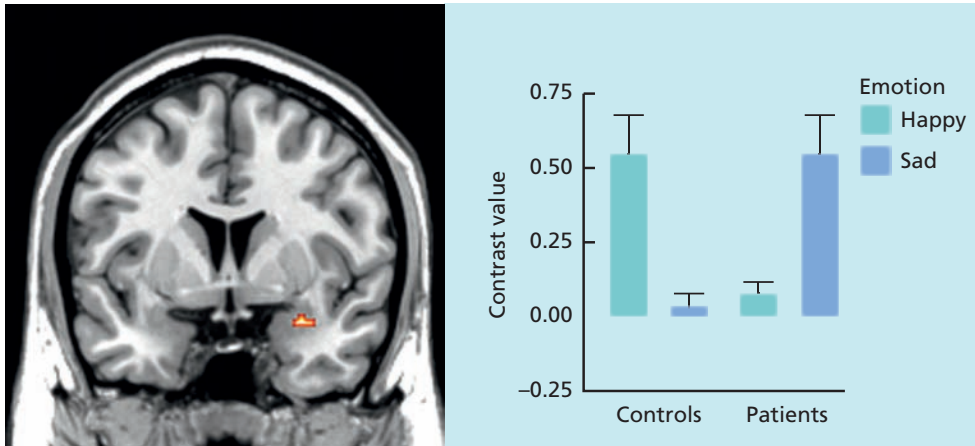 Emotion
Happy
Sad
Contrast value
0.75
0.50
0.25
0.00
−0.25
Controls
Patients